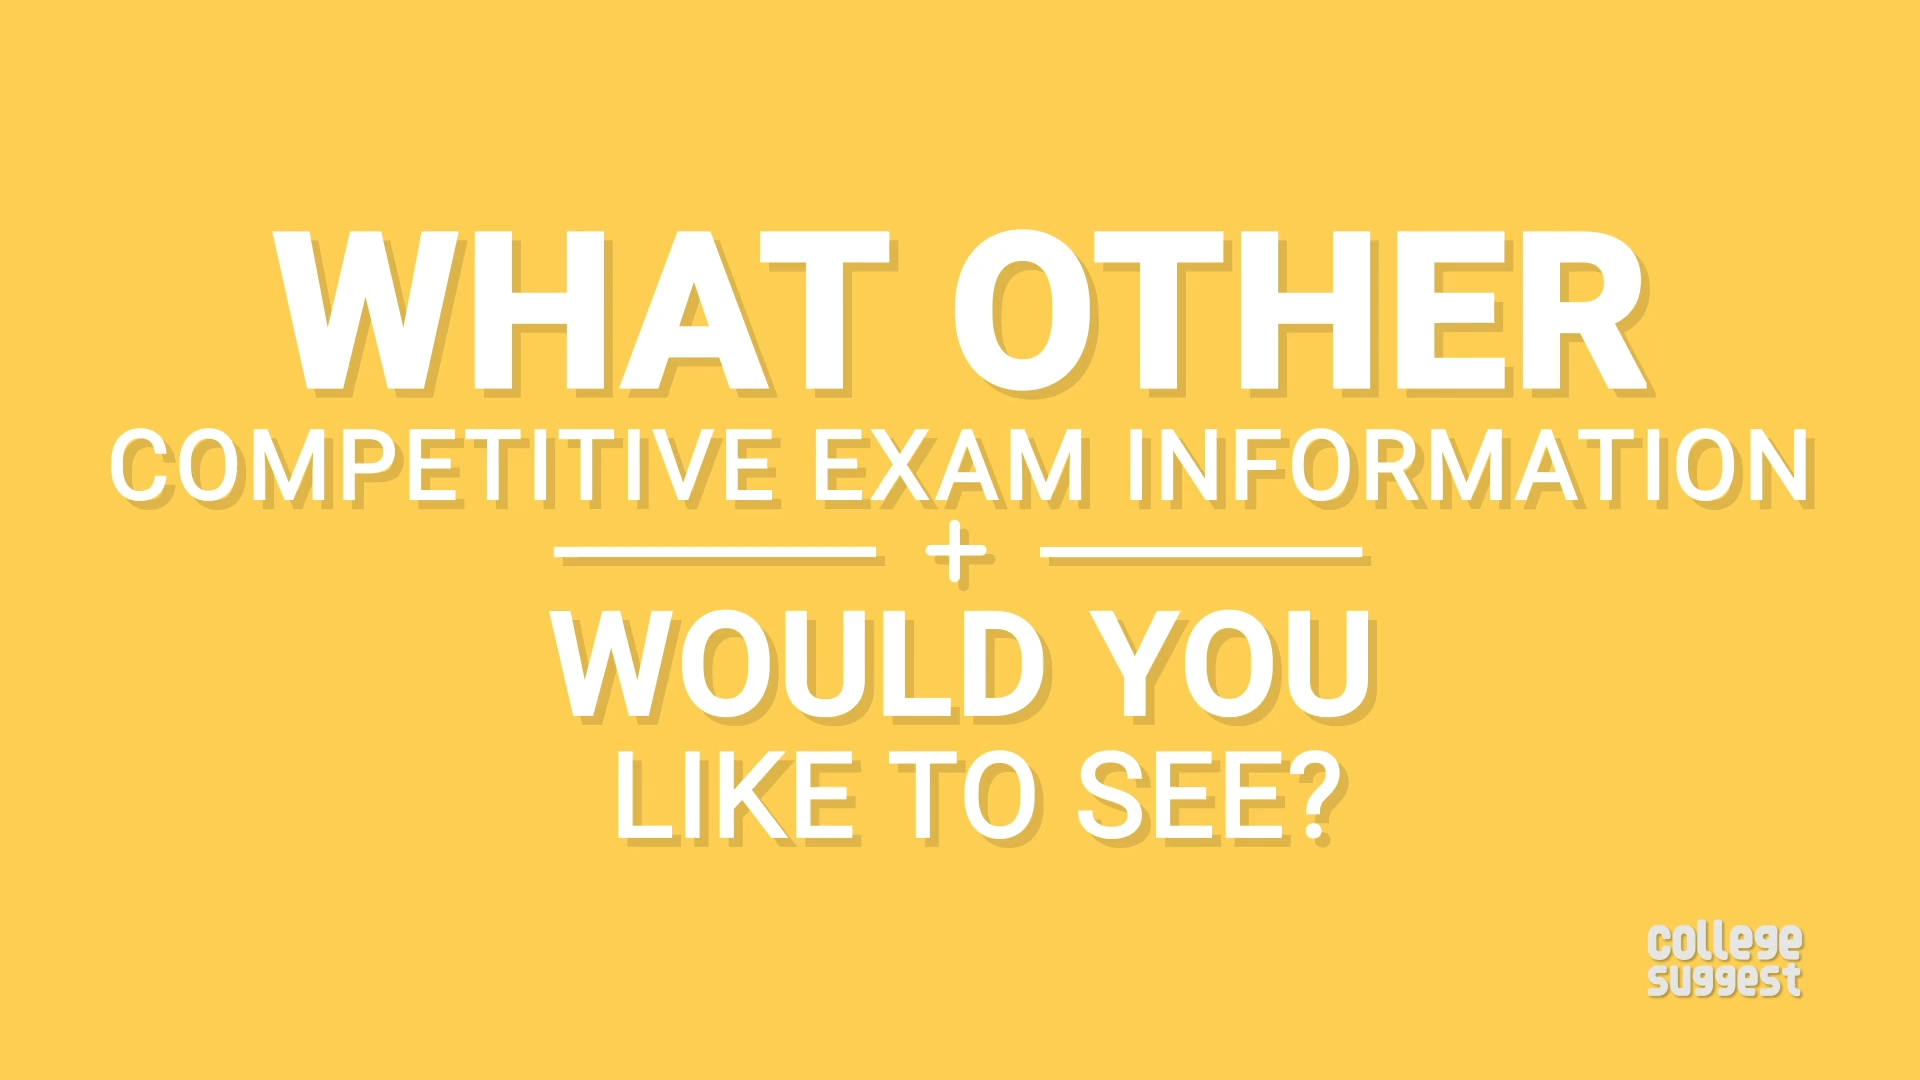 WHAT OTHER
COMPETITIVE EXAM INFORMATION
+
WOULD YOU
LIKE TO SEE?
college
suggest